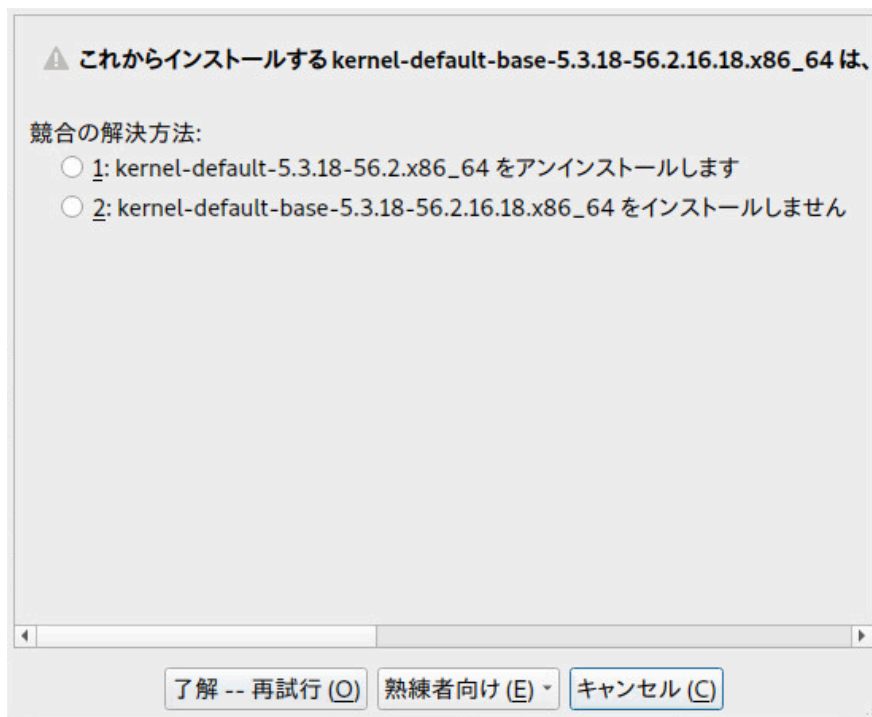 これからインストールする kernel-default-base-5.3.18-56.2.16.18.x86_64 は、
競合の解決方法:
1: kernel-default-5.3.18-56.2.x86_64 をアンインストールします
2: kernel-default-base-5.3.18-56.2.16.18.x86_64 をインストールしません
了解 -- 再試行 (O) 熟練者向け (E) キャンセル (C)